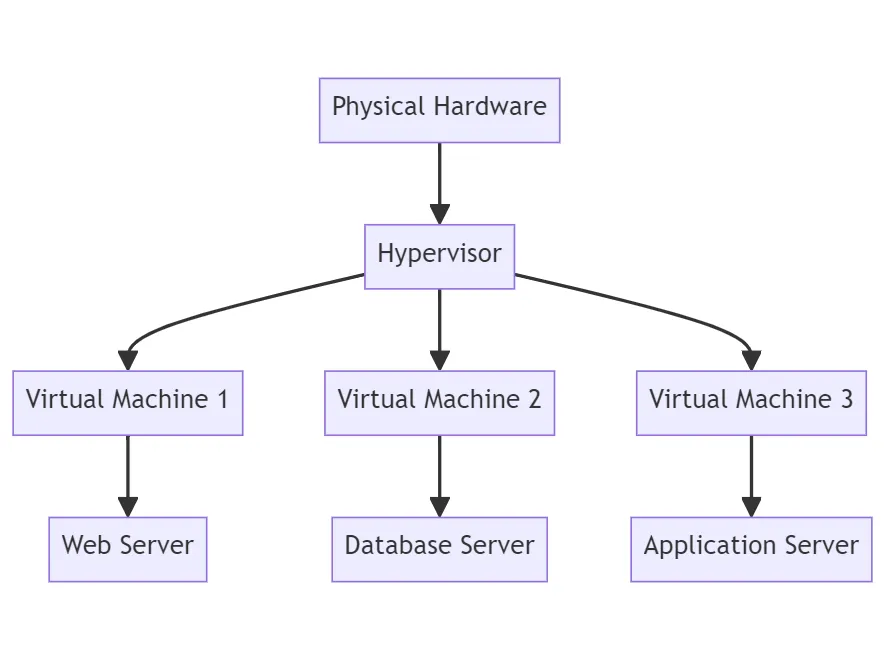 Physical Hardware
Hypervisor
Virtual Machine 1
Virtual Machine 2
Virtual Machine 3
Web Server
Database Server
Application Server